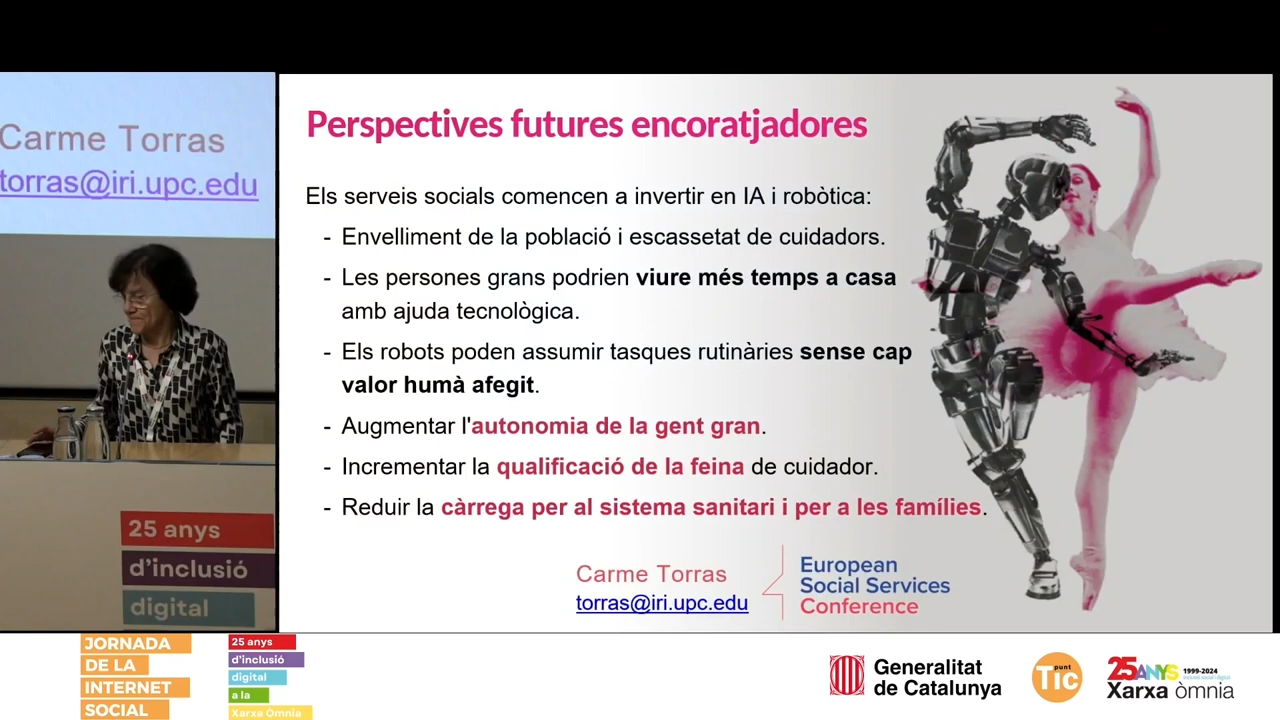 Carme Torras
torras@iri.upc.edu
25 anys
d'inclusió
digital
Perspectives futures encoratjadores
Els serveis socials comencen a invertir en IA i robòtica:
- Envelliment de la població i escassetat de cuidadors.
- Les persones grans podrien viure més temps a casa
amb ajuda tecnològica.
- Els robots poden assumir tasques rutinàries sense cap
valor humà afegit.
- Augmentar l'autonomia de la gent gran.
- Incrementar la qualificació de la feina de cuidador.
- Reduir la càrrega per al sistema sanitari i per a les famílies.
Carme Torras
torras@iri.upc.edu
European
Social Services
Conference
JORNADA
DE LA
INTERNET
SOCIAL
25 anys
d'inclusió
digital
a la
Xarxa Òmnia
Generalitat
de Catalunya
punt
Tic
25ANYS 1999-2024
Xarxa òmnia